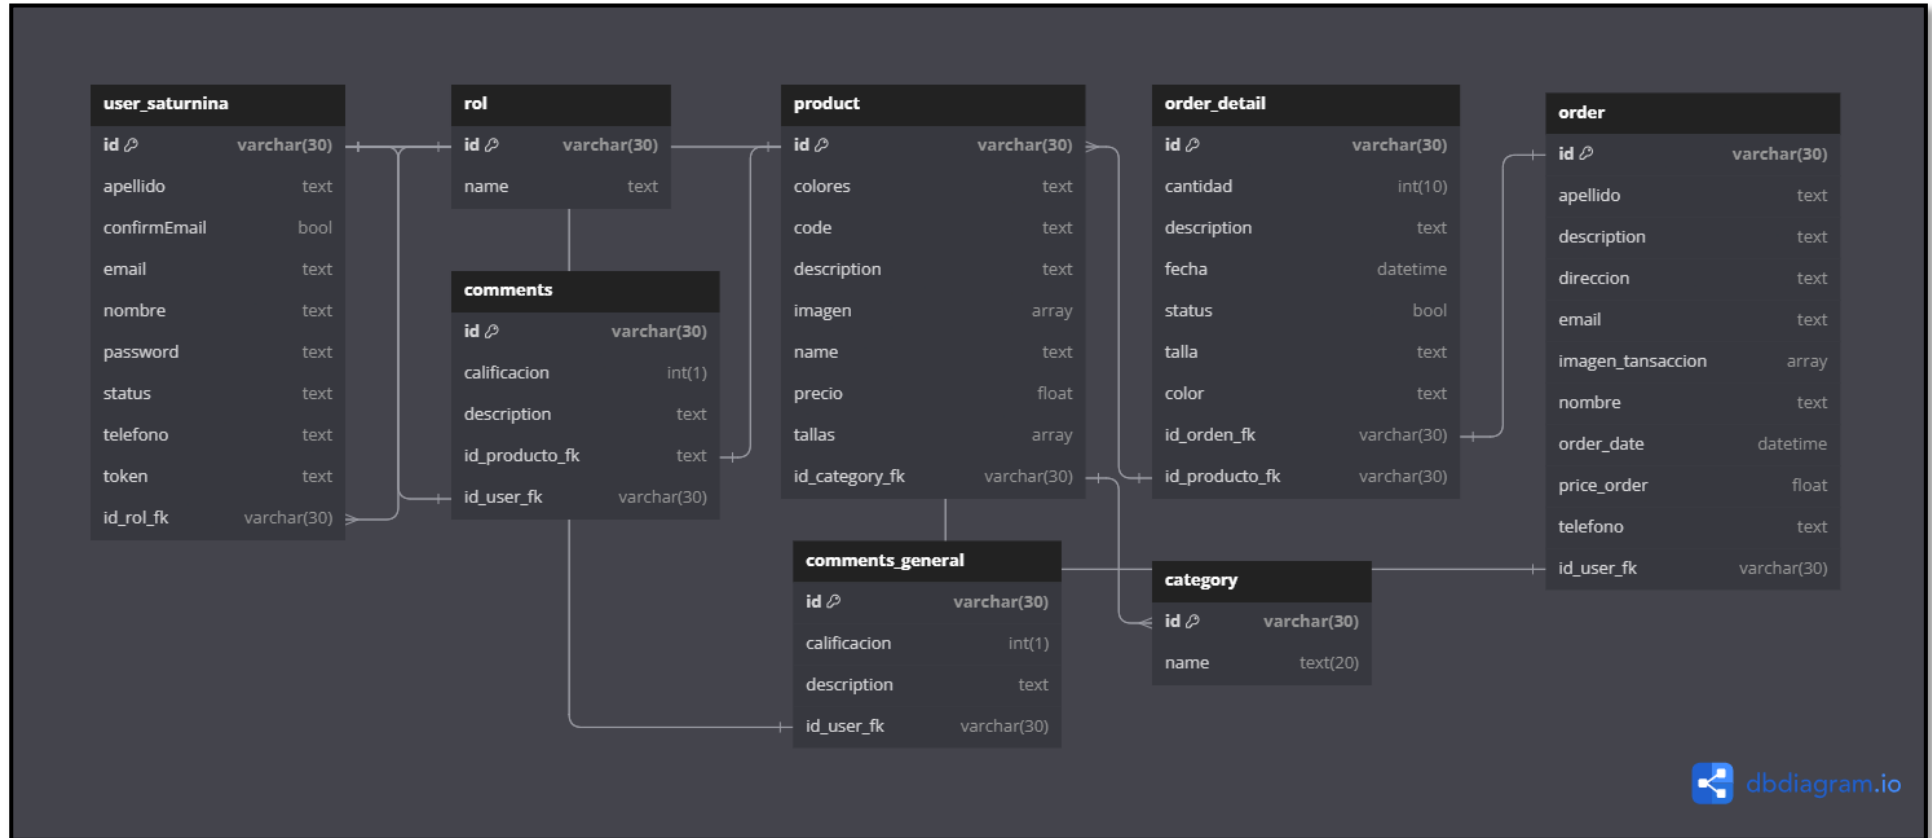 user_saturnina
id varchar(30)
apellido text
confirmEmail bool
email text
nombre text
password text
status text
telefono text
token text
id_rol_fk varchar(30)
rol
id varchar(30)
name text
comments
id varchar(30)
calificacion int(1)
description text
id_producto_fk text
id_user_fk varchar(30)
product
id varchar(30)
colores text
code text
description text
imagen array
name text
precio float
tallas array
id_category_fk varchar(30)
comments_general
id varchar(30)
calificacion int(1)
description text
id_user_fk varchar(30)
order_detail
id varchar(30)
cantidad int(10)
description text
fecha datetime
status bool
talla text
color text
id_orden_fk varchar(30)
id_producto_fk varchar(30)
category
id varchar(30)
name text(20)
order
id varchar(30)
apellido text
description text
direccion text
email text
imagen_tansaccion array
nombre text
order_date datetime
price_order float
telefono text
id_user_fk varchar(30)
dbdiagram.io